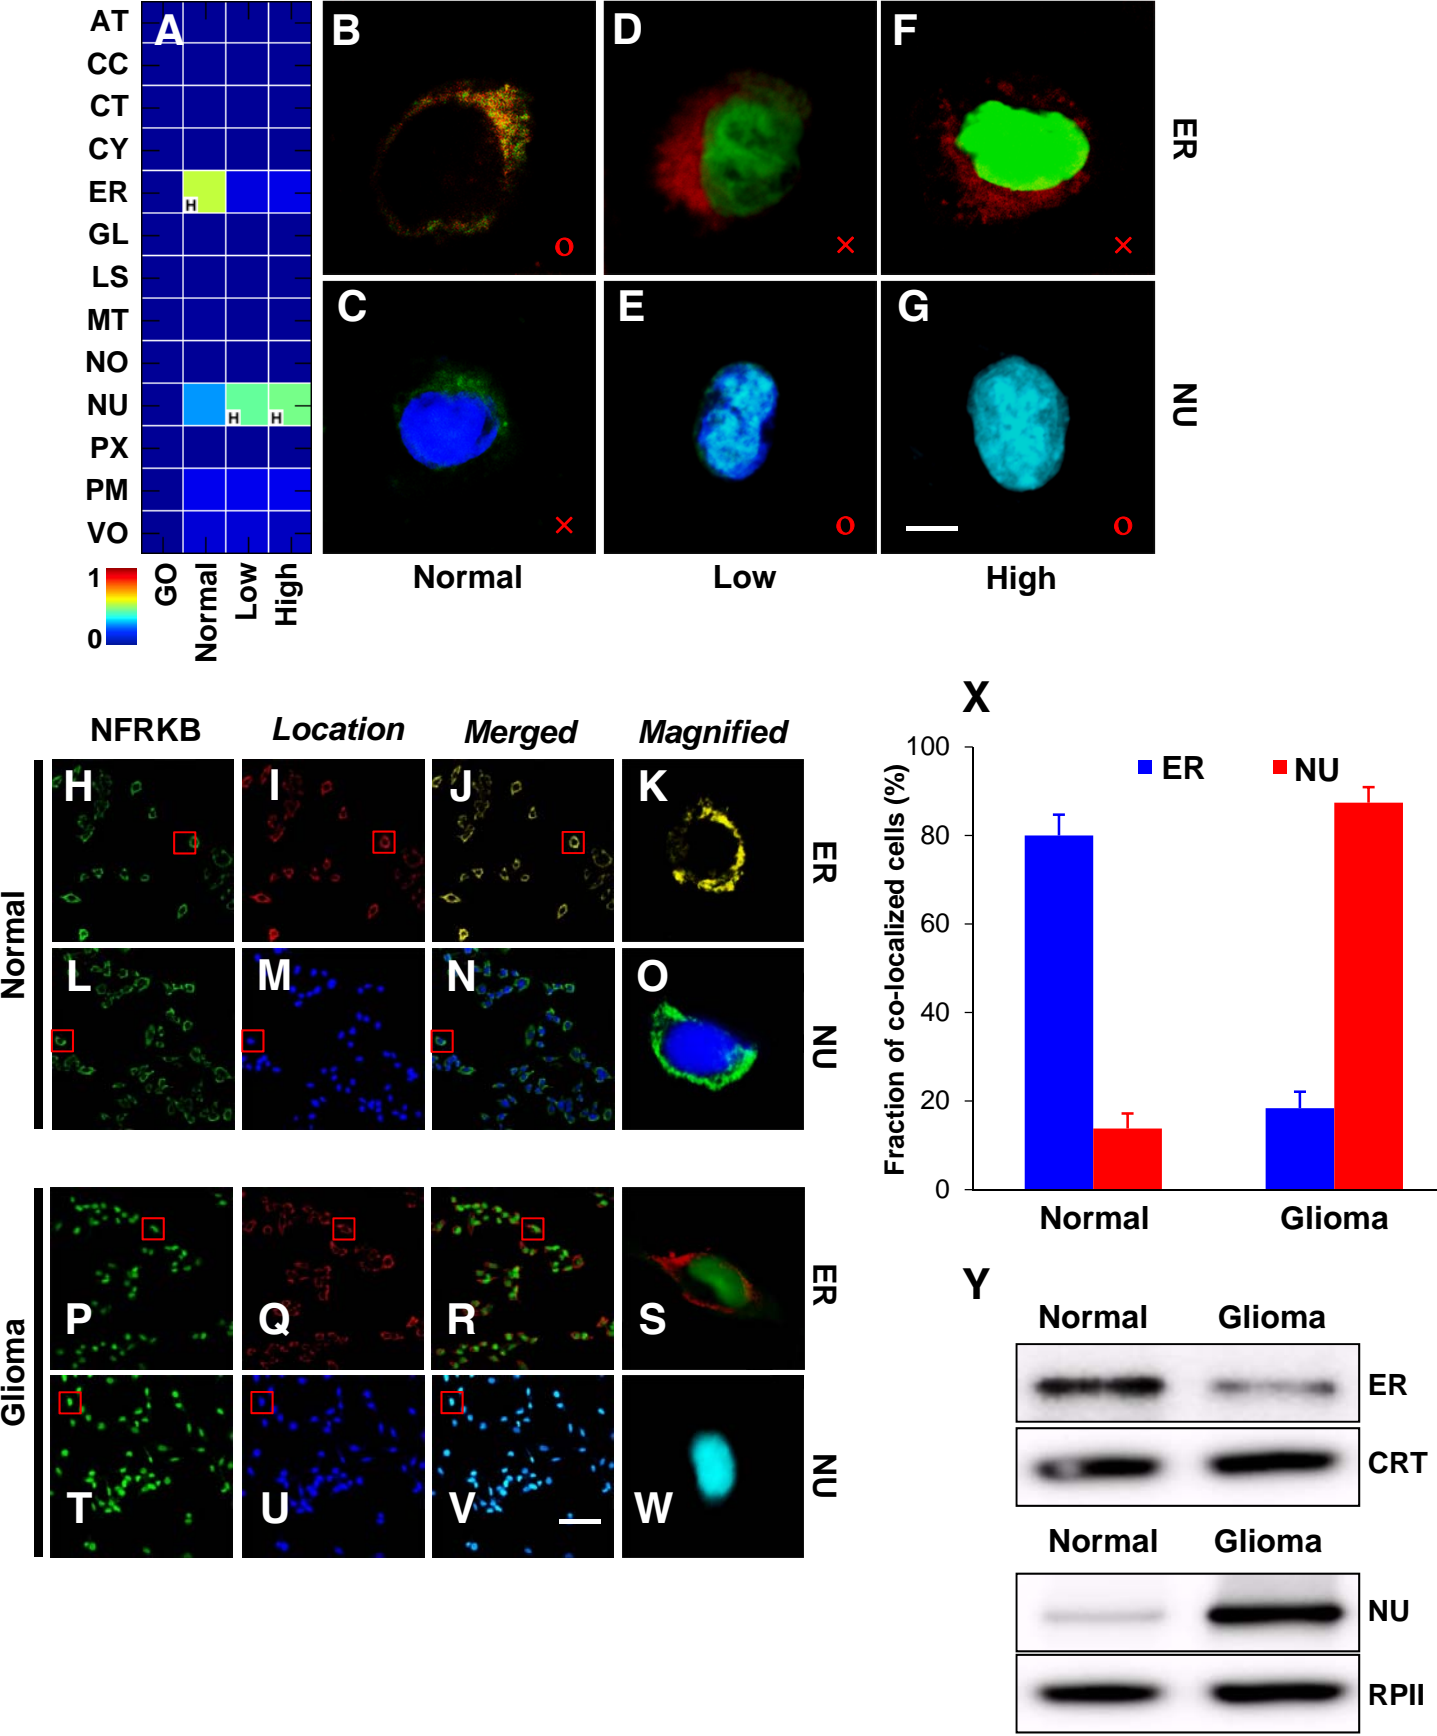 A
AT
CC
CT
CY
ER
H
GL
LS
MT
NO
NU
H H
PX
PM
VO
1
0
GO
Normal
Low
High
B
O
D
×
F
×
ER
C
×
E
O
G
O
NU
Normal
Low
High
NFRKB
Location
Merged
Magnified
Normal
H
I
J
K
ER
L
M
N
O
NU
Glioma
P
Q
R
S
ER
T
U
V
W
NU
X
Fraction of co-localized cells (%)
100
80
60
40
20
0
ER
NU
Normal
Glioma
Y
Normal Glioma
ER
CRT
Normal Glioma
NU
RPII